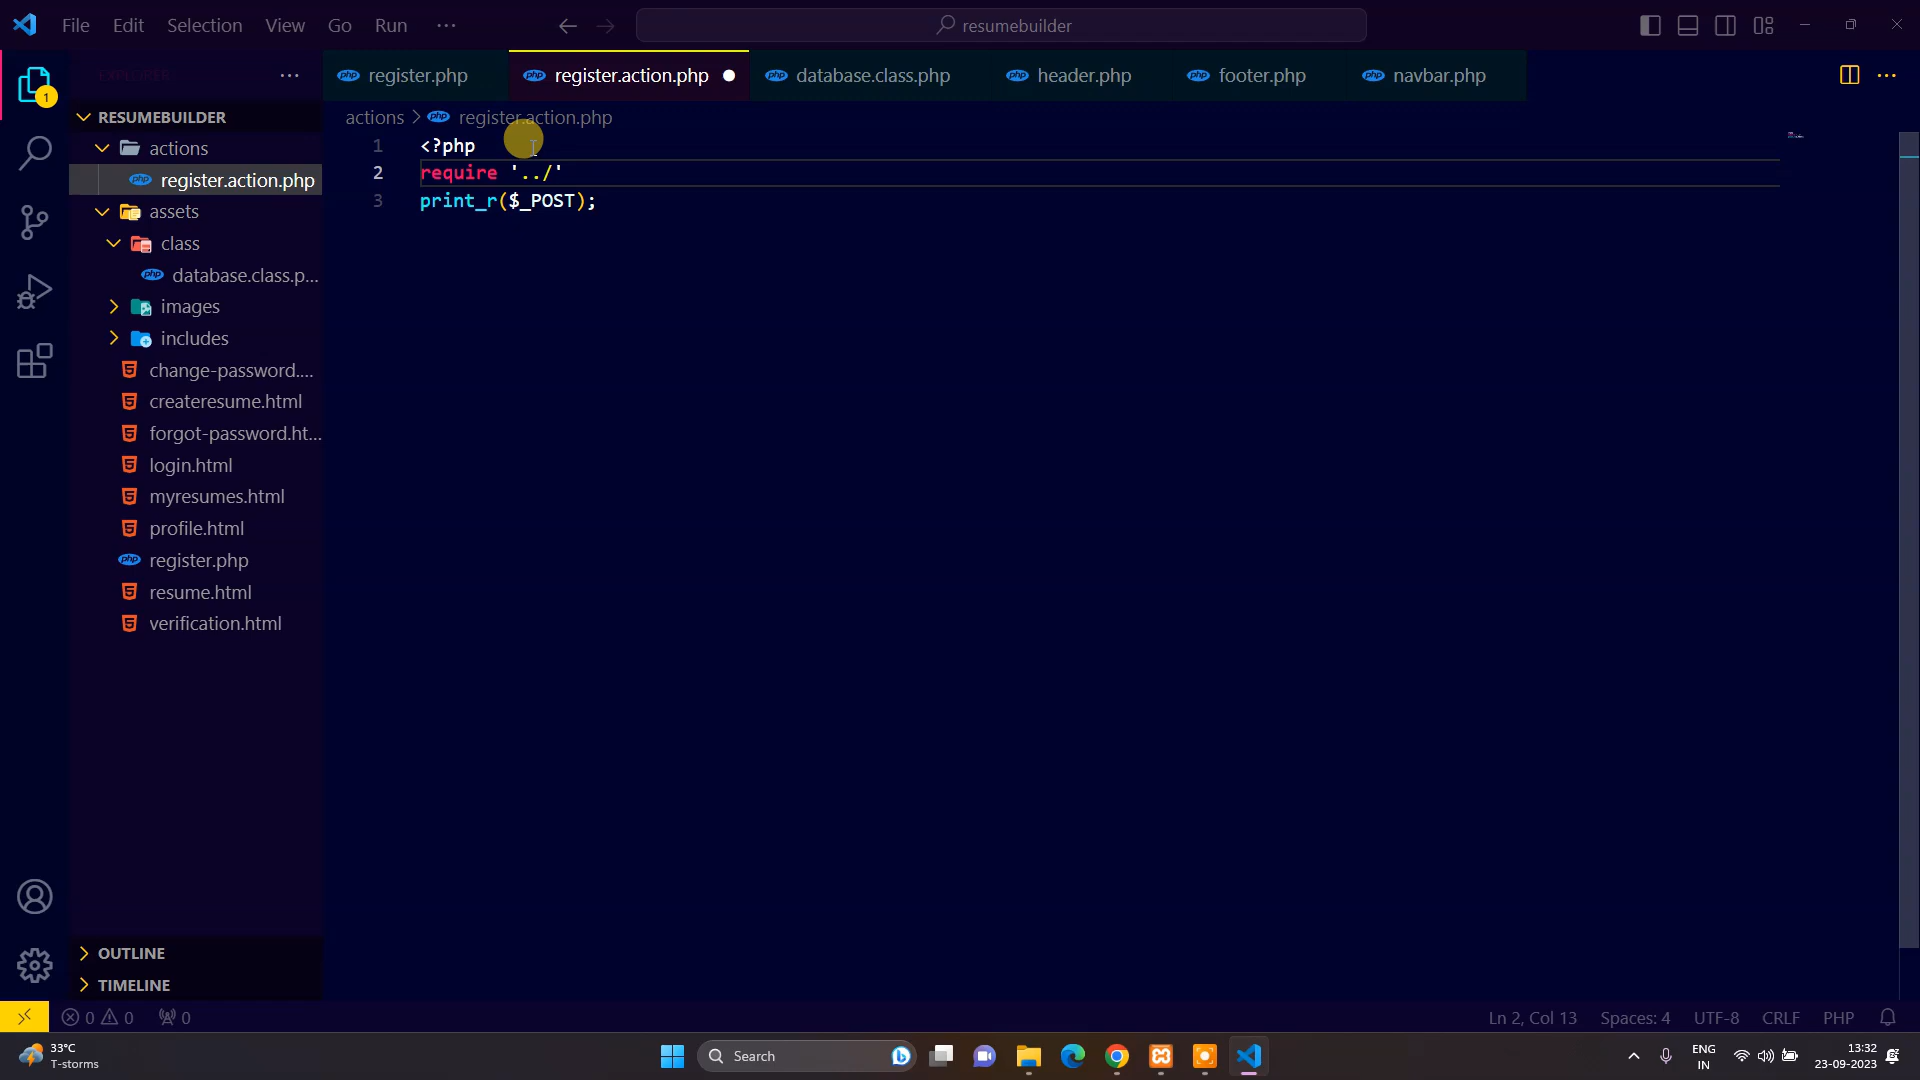 File Edit Selection View Go Run ...
resumebuilder
EXPLORER ...
register.php register.action.php database.class.php header.php footer.php navbar.php ...
1
RESUMEBUILDER
actions > register.action.php
actions
register.action.php
assets
class
database.class.p...
images
includes
change-password....
createresume.html
forgot-password.ht...
login.html
myresumes.html
profile.html
register.php
resume.html
verification.html
OUTLINE
TIMELINE
1 <?php
2 require '../'
3 print_r($_POST);
0 0 0
Ln 2, Col 13 Spaces: 4 UTF-8 CRLF PHP
33°C
T-storms
Search
ENG
IN
13:32
23-09-2023